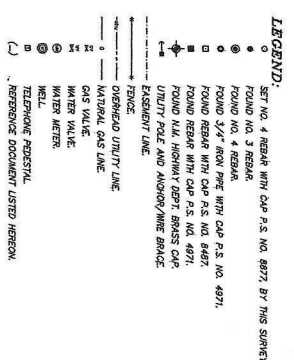 LEGEND:
SET NO. 4 REBAR WITH CAP P.S. NO. 8877, BY THIS SURVEY
FOUND NO. 3 REBAR.
FOUND NO. 4 REBAR.
FOUND 3/4" IRON PIPE WITH CAP P.S. NO. 4971.
FOUND REBAR WITH CAP P.S. NO. 8487.
FOUND REBAR WITH CAP P.S. NO. 4971.
FOUND N.M. HIGHWAY DEPT. BRASS CAP.
UTILITY POLE AND ANCHOR/WIRE BRACE.
EASEMENT LINE.
FENCE.
OVERHEAD UTILITY LINE.
NATURAL GAS LINE.
GAS VALVE.
WATER VALVE.
WATER METER.
WELL.
TELEPHONE PEDESTAL.
(_) REFERENCE DOCUMENT LISTED HEREON.